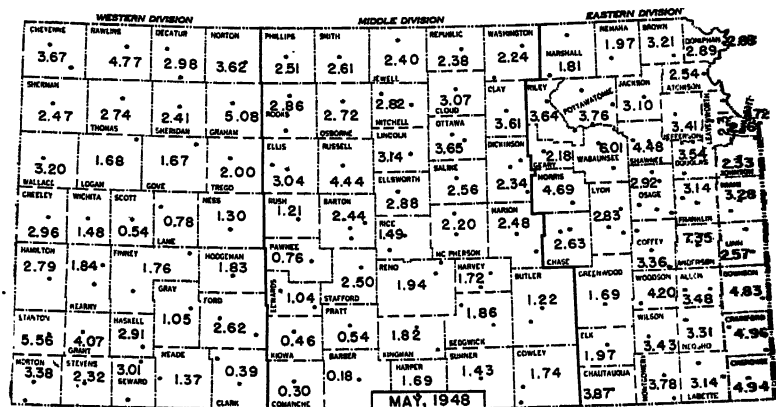 WESTERN DIVISION MIDDLE DIVISION EASTERN DIVISION
CHEYENNE RAWLINS DECATUR NORTON PHILLIPS SMITH REPUBLIC WASHINGTON NEMAHA BROWN DONIPHAN
3.67 4.77 2.98 3.62 2.51 2.61 2.40 2.38 2.24 1.81 1.97 3.21 2.89
JEWELL MARSHALL
SHERMAN CLAY RILEY POTTAWATOMIE JACKSON 2.54 ATCHISON
2.47 2.74 2.41 5.08 2.86 2.72 2.82 3.07 3.61 3.64 3.76 3.10 3.41
THOMAS SHERIDAN GRAHAM ROOKS OSBORNE MITCHELL CLOUD JEFFERSON LEAVENWORTH
ELLIS RUSSELL LINCOLN OTTAWA DICKINSON GEARY WABAUNSEE SHAWNEE
3.20 1.68 1.67 2.00 3.04 4.44 3.14 3.65 2.34 2.18 6.01 4.48
WALLACE LOGAN GOVE TREGO ELLSWORTH SALINE MORRIS LYON OSAGE
2.88 2.56 4.69 2.83 2.92 3.14 3.28
GREELEY WICHITA SCOTT NESS RUSH BARTON RICE MARION FRANKLIN
2.96 1.48 0.54 0.78 1.30 1.21 2.44 1.49 2.20 2.48 2.63
LANE PAWNEE MC PHERSON CHASE COFFEY ANDERSON LINN
HAMILTON FINNEY HODGEMAN 0.76 3.36 7.35 2.57
2.79 1.84 1.76 1.83 2.50 RENO HARVEY BUTLER GREENWOOD WOODSON ALLEN BOURBON
KEARNY GRAY FORD EDWARDS 1.04 STAFFORD 1.94 1.72 1.22 1.69 4.20 3.48 4.83
STANTON HASKELL 1.05 2.62 PRATT 1.86 SEDGWICK WILSON CRAWFORD
5.56 4.07 2.91 0.46 0.54 1.82 ELK 3.43 3.31 4.96
GRANT MEADE KIOWA BARBER KINGMAN SUMNER COWLEY 1.97 NEOSHO CHEROKEE
MORTON STEVENS 3.01 HARPER CHAUTAUQUA MONTGOMERY
3.38 2.32 SEWARD 1.37 0.39 0.30 0.18 1.69 1.43 1.74 3.87 3.78 3.14 4.94
CLARK COMANCHE LABETTE
MAY, 1948